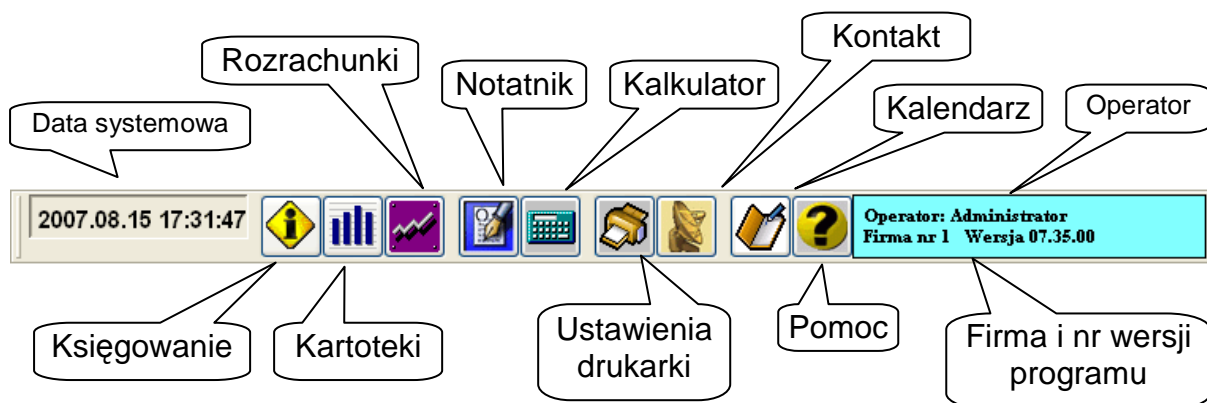 Kontakt
Rozrachunki
Notatnik
Kalkulator
Kalendarz
Operator
Data systemowa
2007.08.15 17:31:47
Operator: Administrator
Firma nr 1 Wersja 07.35.00
Księgowanie
Kartoteki
Ustawienia
drukarki
Pomoc
Firma i nr wersji
programu